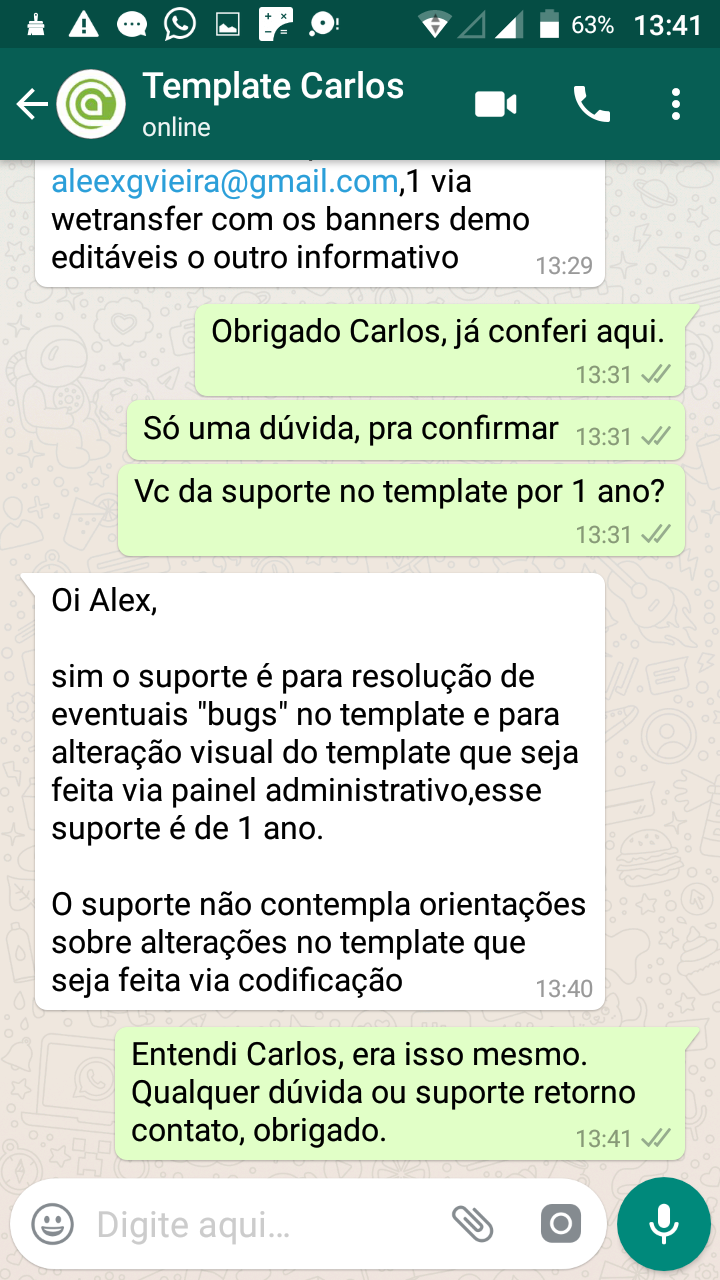 63% 13:41
Template Carlos
online
aleexgvieira@gmail.com,1 via
wetransfer com os banners demo
editáveis o outro informativo 13:29
Obrigado Carlos, já conferi aqui.
13:31
Só uma dúvida, pra confirmar 13:31
Vc da suporte no template por 1 ano?
13:31
Oi Alex,
sim o suporte é para resolução de
eventuais "bugs" no template e para
alteração visual do template que seja
feita via painel administrativo,esse
suporte é de 1 ano.
O suporte não contempla orientações
sobre alterações no template que
seja feita via codificação 13:40
Entendi Carlos, era isso mesmo.
Qualquer dúvida ou suporte retorno
contato, obrigado. 13:41
Digite aqui...